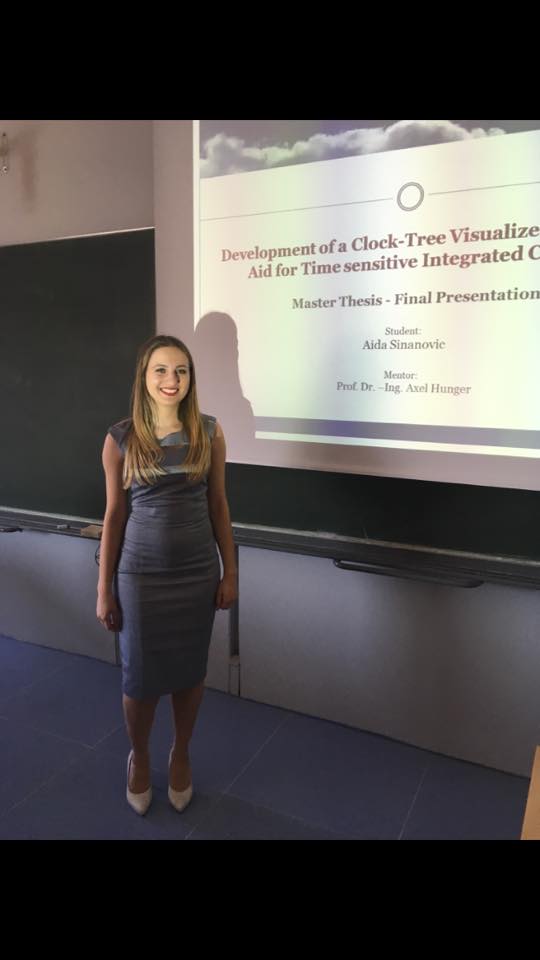 Development of a Clock-Tree Visualize
Aid for Time sensitive Integrated C
Master Thesis - Final Presentation
Student:
Aida Sinanovic
Mentor:
Prof. Dr. –Ing. Axel Hunger